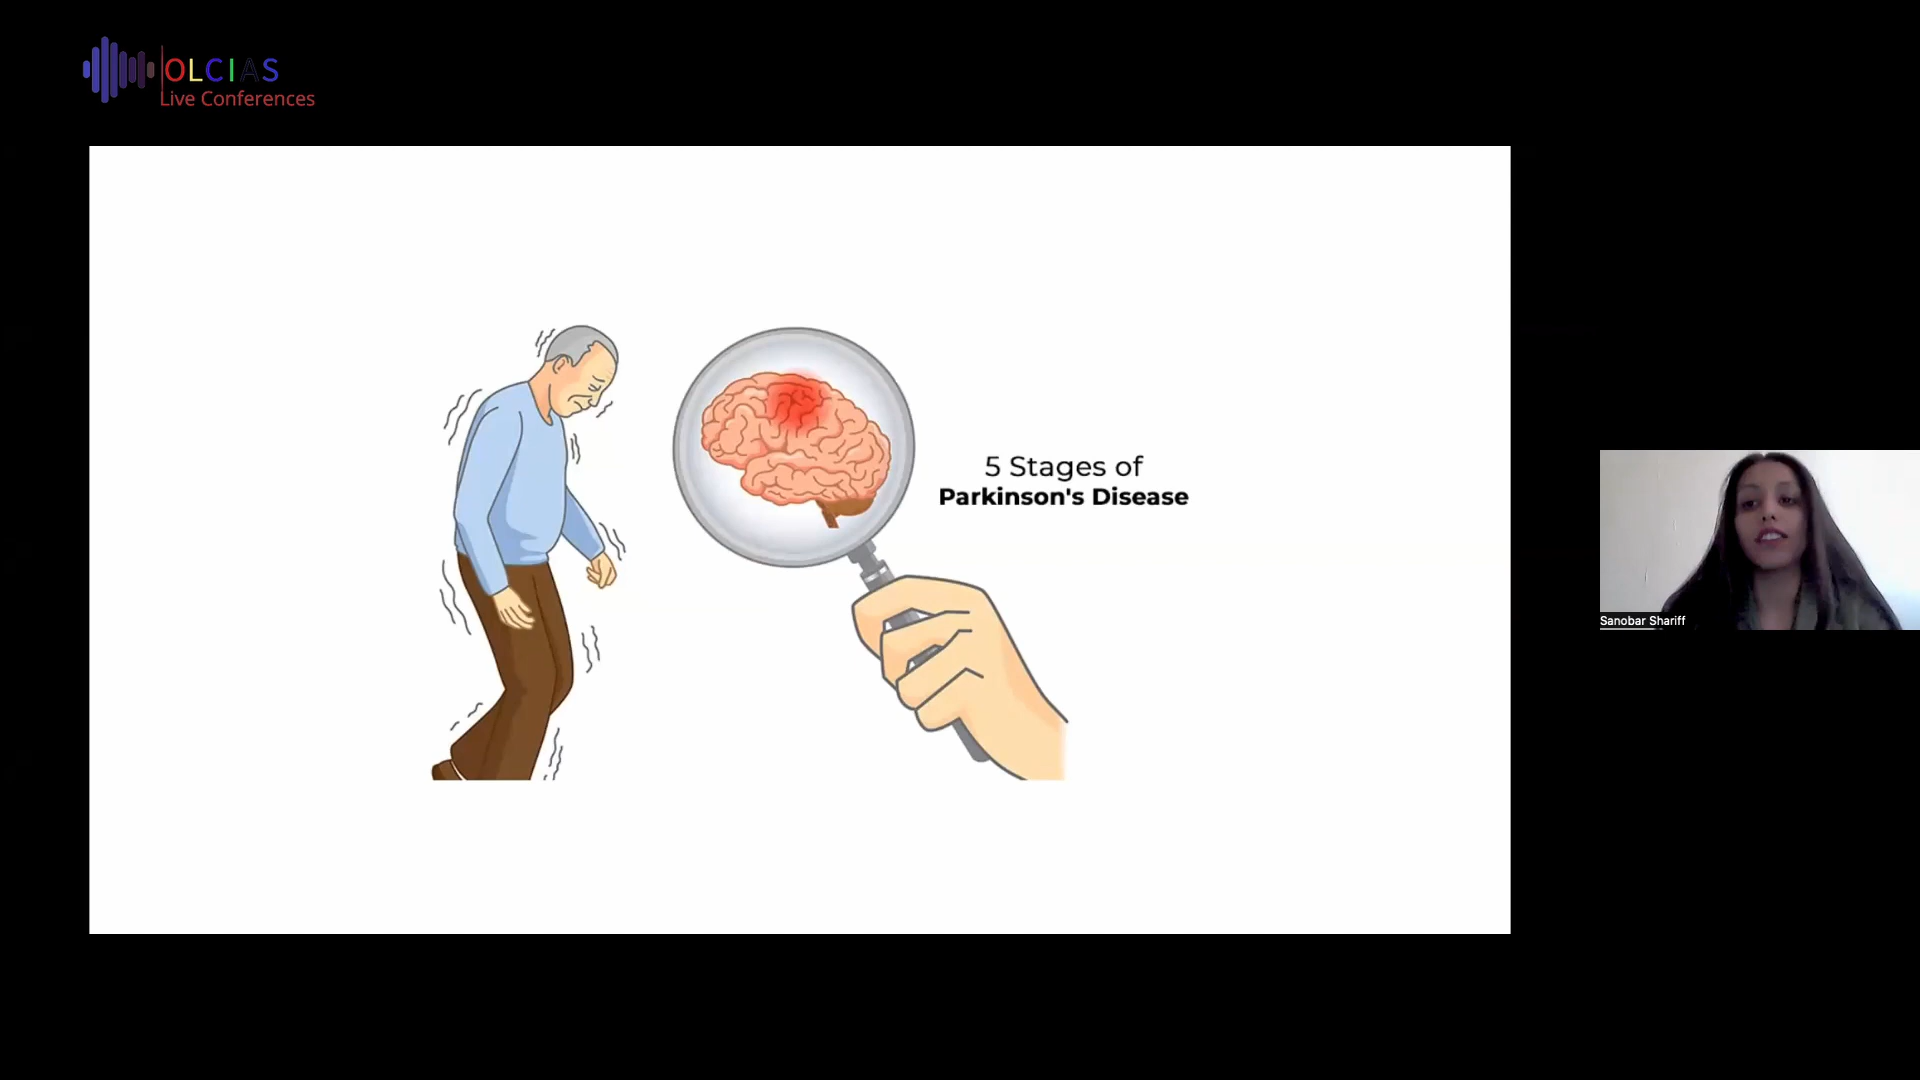 OLCIAS
Live Conferences
5 Stages of
Parkinson's Disease
Sanobar Shariff